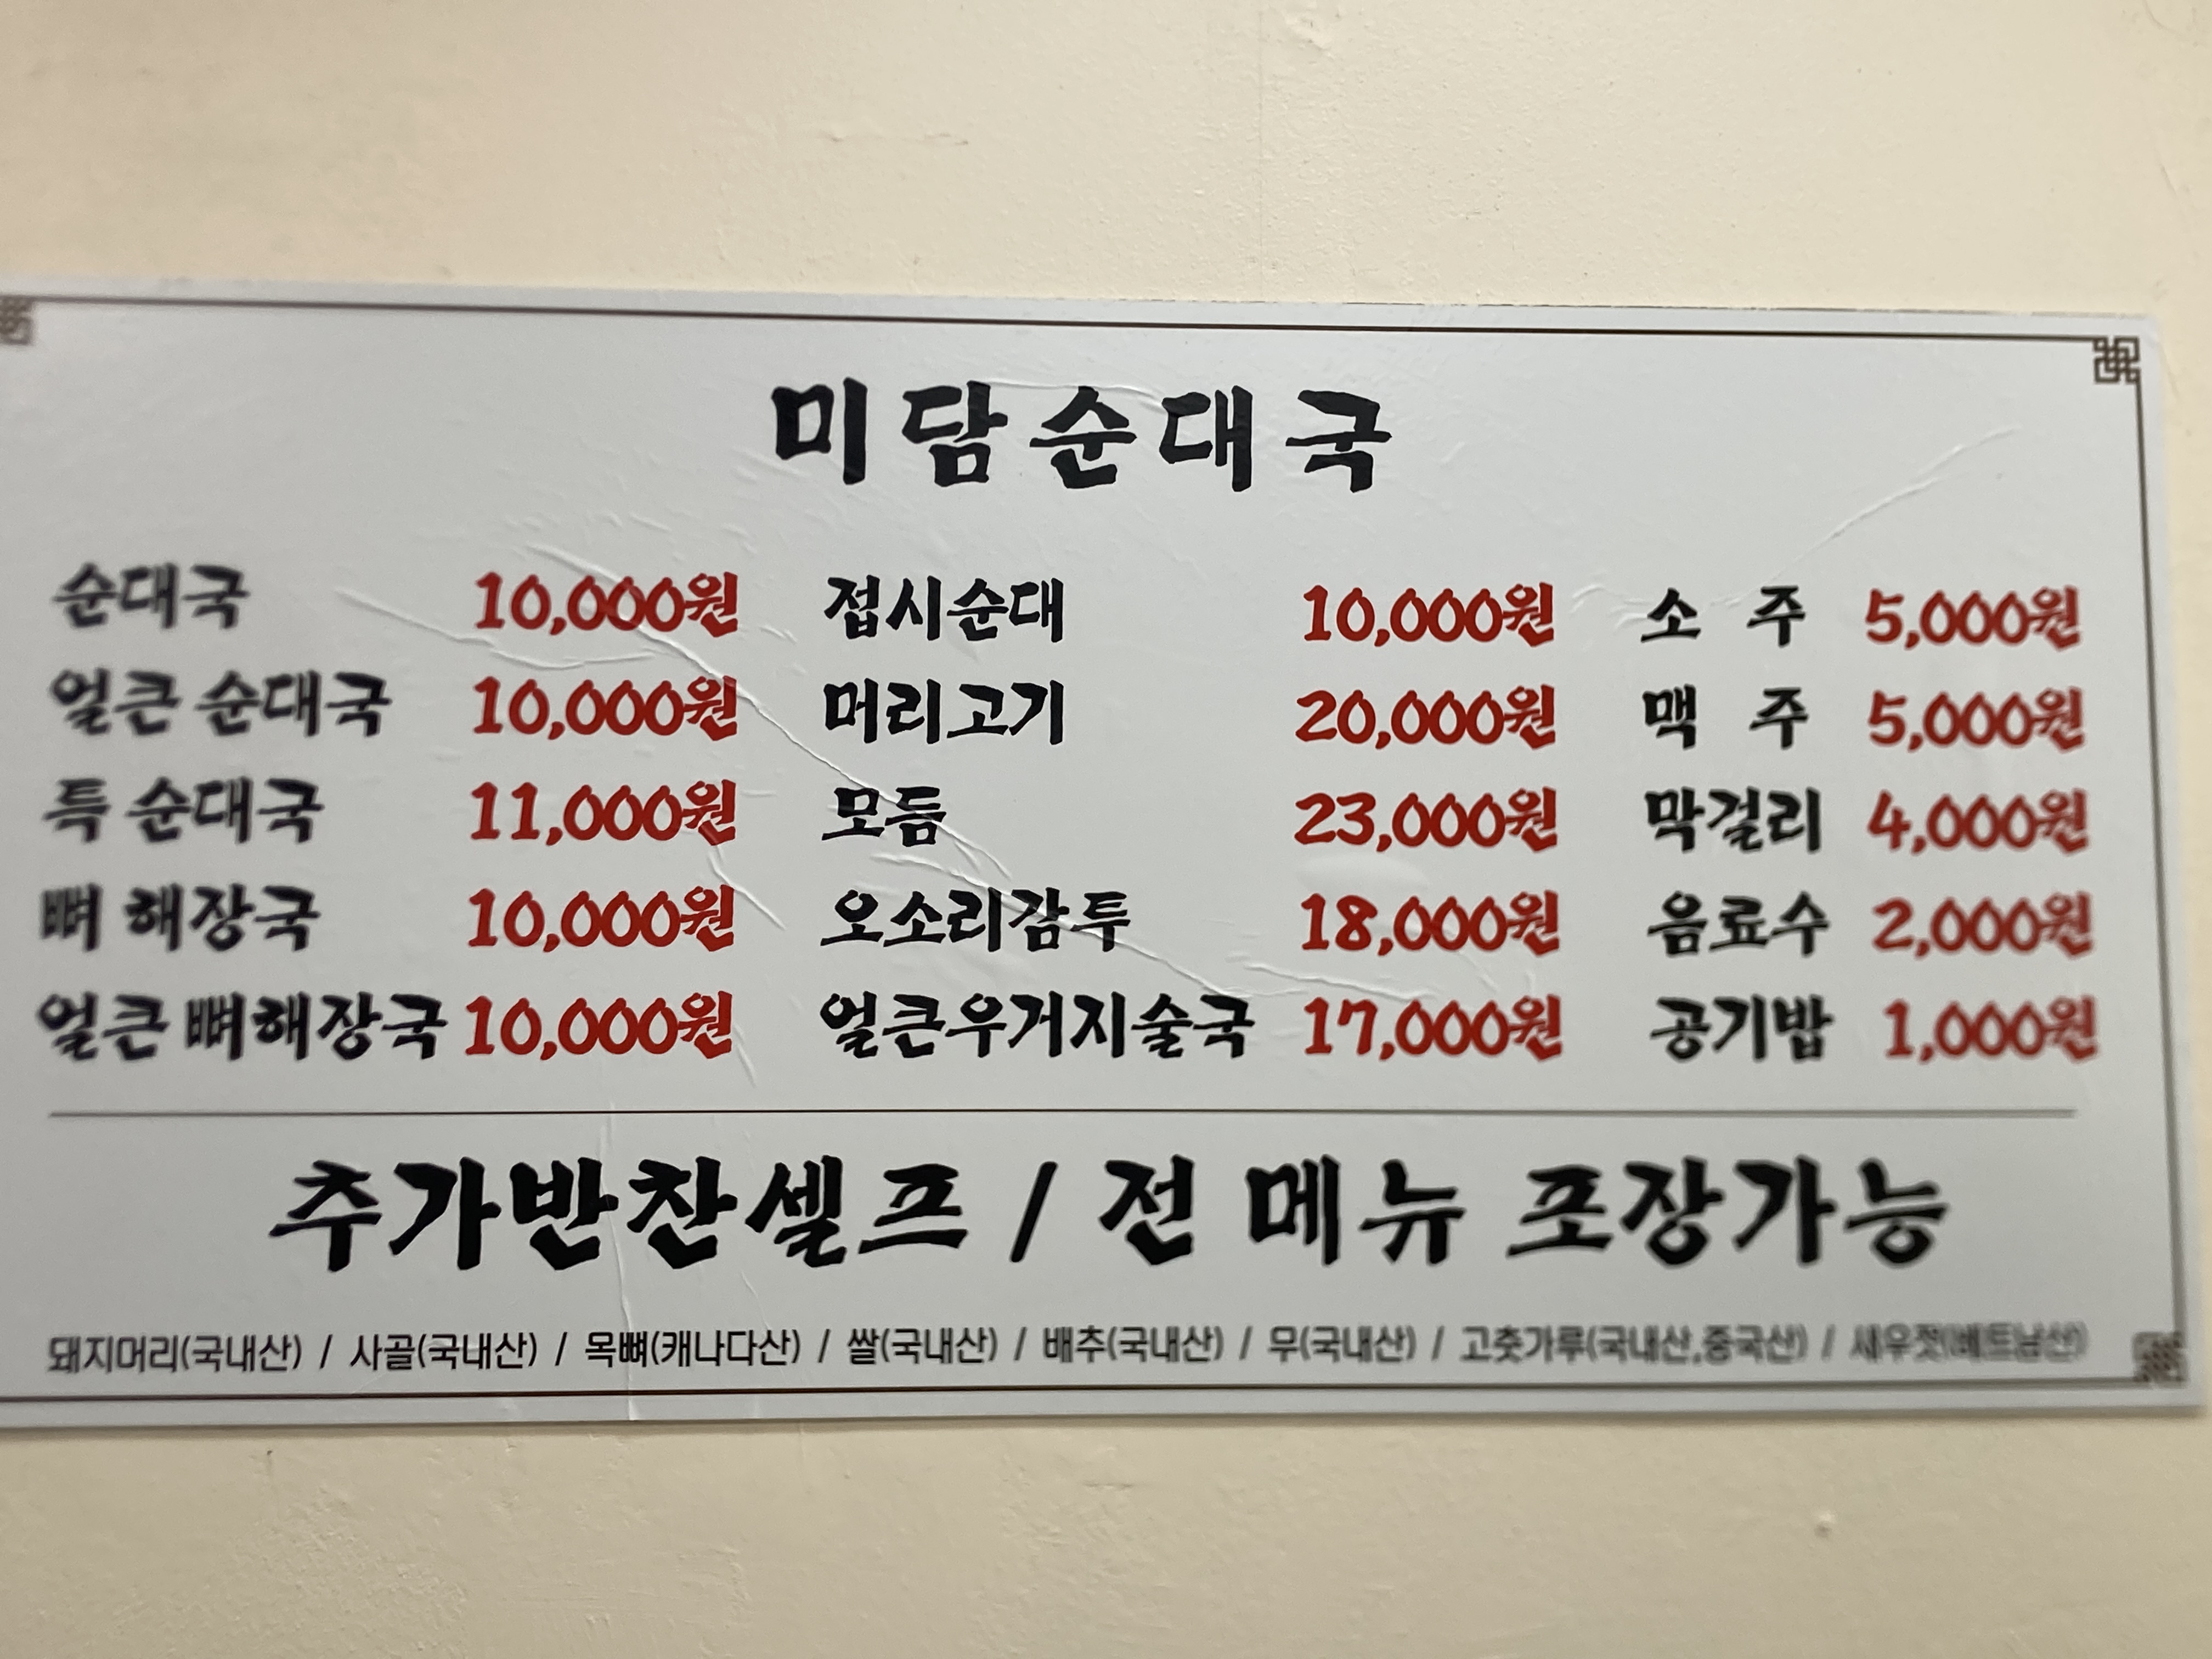 미담순대국
순대국 10,000원 접시순대 10,000원 소 주 5,000원
얼큰 순대국 10,000원 머리고기 20,000원 맥 주 5,000원
특 순대국 11,000원 모듬 23,000원 막걸리 4,000원
뼈 해장국 10,000원 오소리감투 18,000원 음료수 2,000원
얼큰 뼈해장국 10,000원 얼큰우거지술국 17,000원 공기밥 1,000원
추가반찬셀프 / 전 메뉴 포장가능
돼지머리(국내산) / 사골(국내산) / 목뼈(캐나다산) / 쌀(국내산) / 배추(국내산) / 무(국내산) / 고춧가루(국내산,중국산) / 새우젓(베트남산)